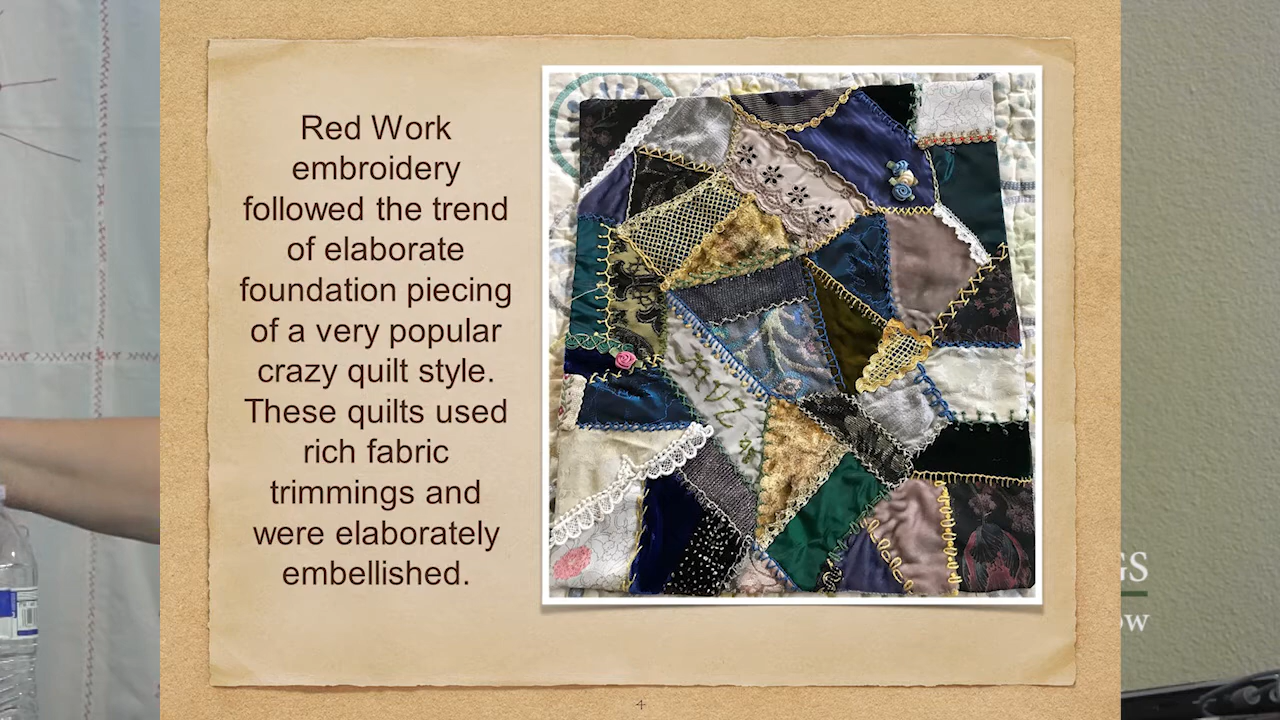 Red Work
embroidery
followed the trend
of elaborate
foundation piecing
of a very popular
crazy quilt style.
These quilts used
rich fabric
trimmings and
were elaborately
embellished.
4